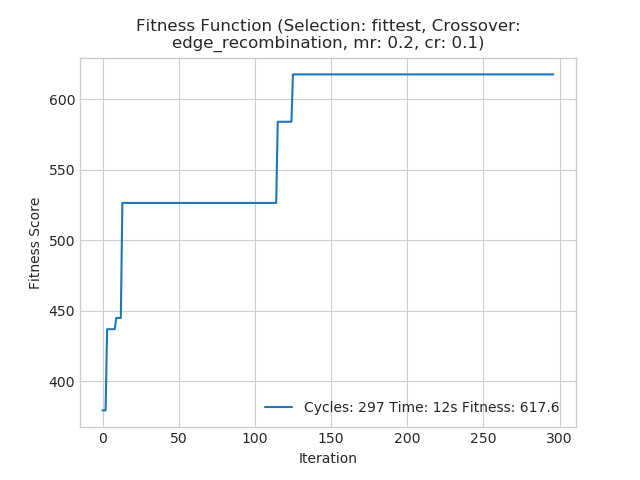 Fitness Function (Selection: fittest, Crossover:
edge_recombination, mr: 0.2, cr: 0.1)
Fitness Score
600
550
500
450
400
Cycles: 297 Time: 12s Fitness: 617.6
0 50 100 150 200 250 300
Iteration